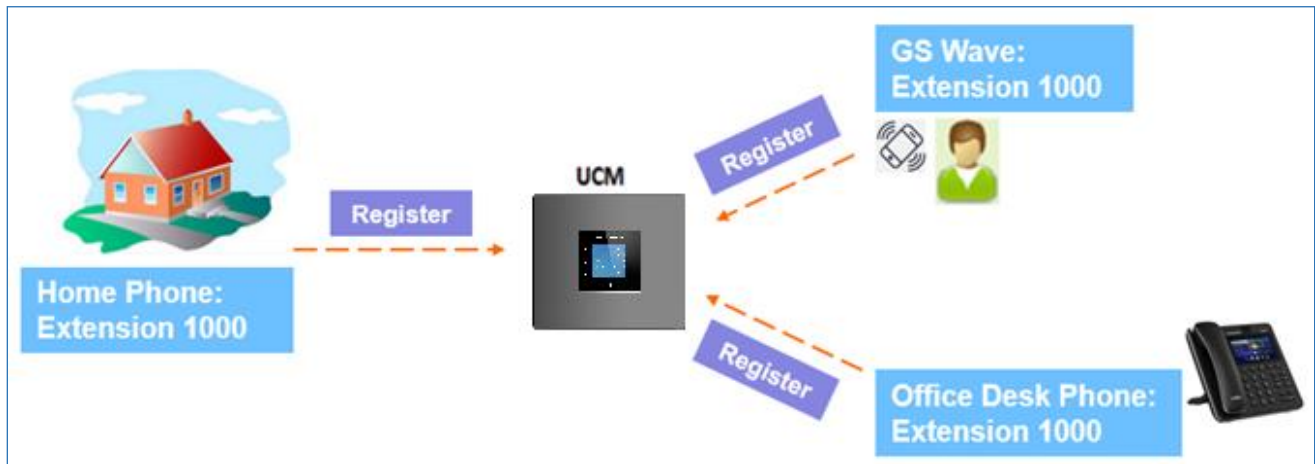 GS Wave:
Extension 1000
Register
UCM
Register
Home Phone:
Extension 1000
Register
Office Desk Phone:
Extension 1000